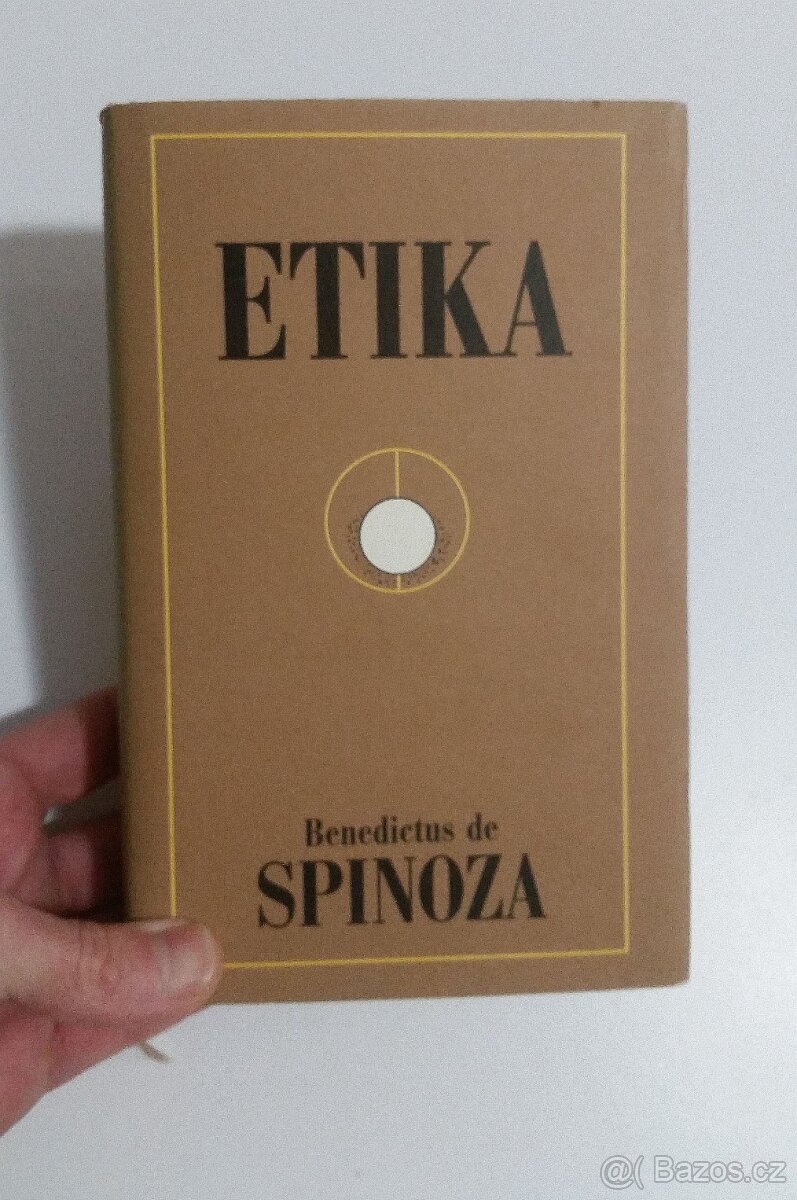 ETIKA
Benedictus de
SPINOZA
@( Bazos.cz